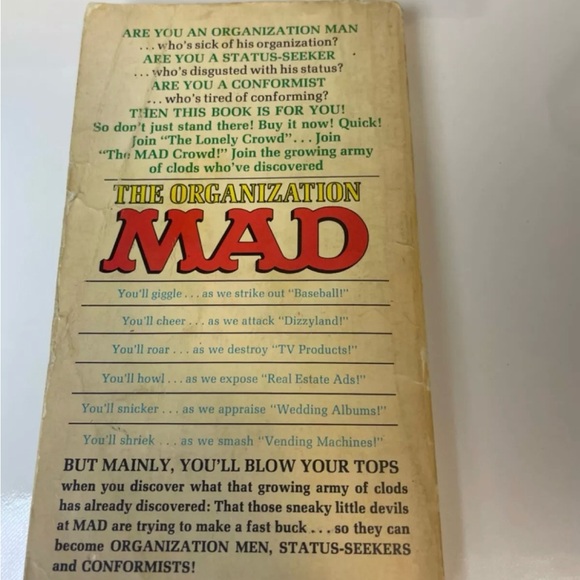 ARE YOU AN ORGANIZATION MAN
...who's sick of his organization?
ARE YOU A STATUS-SEEKER
...who's disgusted with his status?
ARE YOU A CONFORMIST
...who's tired of conforming?
THEN THIS BOOK IS FOR YOU!
So don't just stand there! Buy it now! Quick!
Join "The Lonely Crowd"... Join
"The MAD Crowd!" Join the growing army
of clods who've discovered
THE ORGANIZATION
MAD
You'll giggle...as we strike out "Baseball!"
You'll cheer...as we attack "Dizzyland!"
You'll roar...as we destroy "TV Products!"
You'll howl...as we expose "Real Estate Ads!"
You'll snicker...as we appraise "Wedding Albums!"
You'll shriek...as we smash "Vending Machines!"
BUT MAINLY, YOU'LL BLOW YOUR TOPS
when you discover what that growing army of clods
has already discovered: That those sneaky little devils
at MAD are trying to make a fast buck...so they can
become ORGANIZATION MEN, STATUS-SEEKERS
and CONFORMISTS!